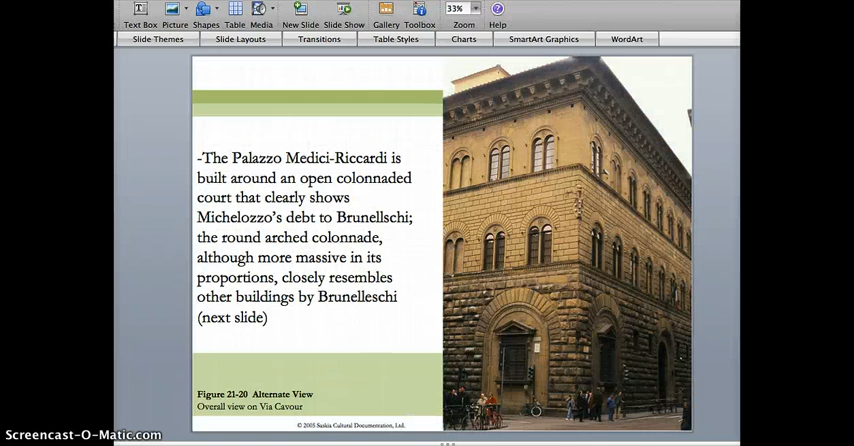 Text Box Picture Shapes Table Media New Slide Slide Show Gallery Toolbox Zoom Help
33%
Slide Themes Slide Layouts Transitions Table Styles Charts SmartArt Graphics WordArt
-The Palazzo Medici-Riccardi is
built around an open colonnaded
court that clearly shows
Michelozzo's debt to Brunellschi;
the round arched colonnade,
although more massive in its
proportions, closely resembles
other buildings by Brunelleschi
(next slide)
Figure 21-20 Alternate View
Overall view on Via Cavour
© 2005 Saskia Cultural Documentation, Ltd.
Screencast-O-Matic.com